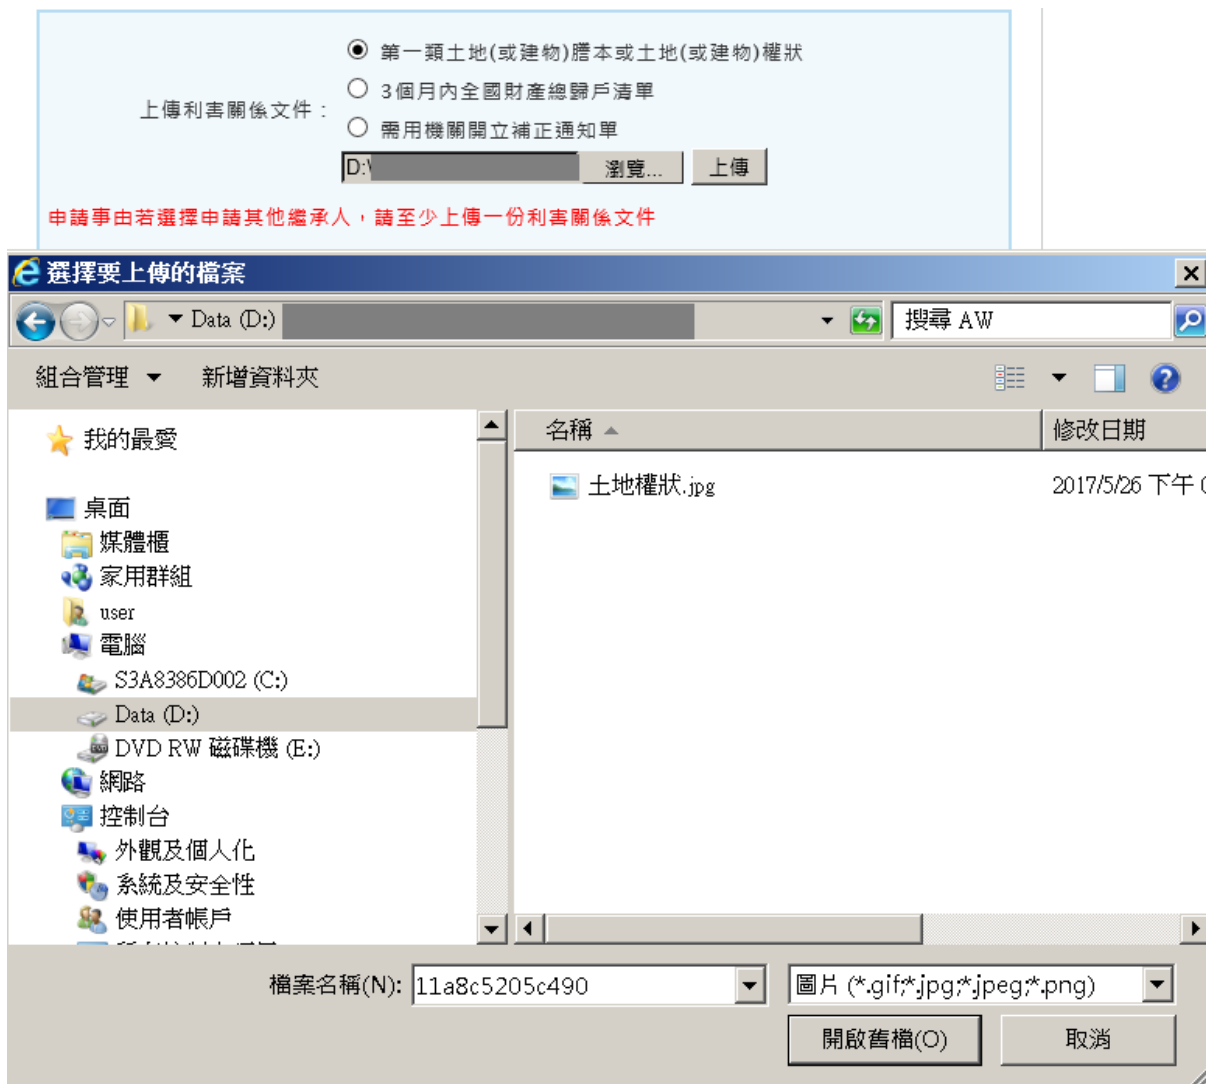 第一類土地(或建物)謄本或土地(或建物)權狀
3個月內全國財產總歸戶清單
上傳利害關係文件：
需用機關開立補正通知單
D:\
瀏覽...
上傳
申請事由若選擇申請其他繼承人，請至少上傳一份利害關係文件
選擇要上傳的檔案
Data (D:)
搜尋 AW
組合管理
新增資料夾
我的最愛
桌面
媒體櫃
家用群組
user
電腦
S3A8386D002 (C:)
Data (D:)
DVD RW 磁碟機 (E:)
網路
控制台
外觀及個人化
系統及安全性
使用者帳戶
名稱
修改日期
土地權狀.jpg
2017/5/26 下午
檔案名稱(N):
11a8c5205c490
圖片 (*.gif;*.jpg;*.jpeg;*.png)
開啟舊檔(O)
取消